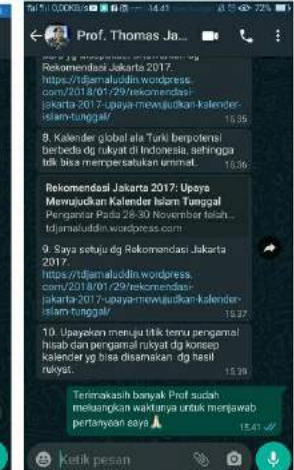 14.41
72%
Prof. Thomas Ja...
Rekomendasi Jakarta 2017.
https://tdjamaluddin.wordpress.
com/2018/01/29/rekomendasi-
jakarta-2017-upaya-mewujudkan-kalender-
islam-tunggal/
15.35
8. Kalender global ala Turki berpotensi
berbeda dg rukyat di Indonesia, sehingga
tdk bisa mempersatukan ummat.
15.36
Rekomendasi Jakarta 2017: Upaya
Mewujudkan Kalender Islam Tunggal
Pengantar Pada 28-30 November telah...
tdjamaluddin.wordpress.com
9. Saya setuju dg Rekomendasi Jakarta
2017.
https://tdjamaluddin.wordpress.
com/2018/01/29/rekomendasi-
jakarta-2017-upaya-mewujudkan-kalender-
islam-tunggal/
15.37
10. Upayakan menuju titik temu pengamal
hisab dan pengamal rukyat dg konsep
kalender yg bisa disamakan dg hasil
rukyat.
15.39
Terimakasih banyak Prof sudah
meluangkan waktunya untuk menjawab
pertanyaan saya🙏
15.41
Ketik pesan